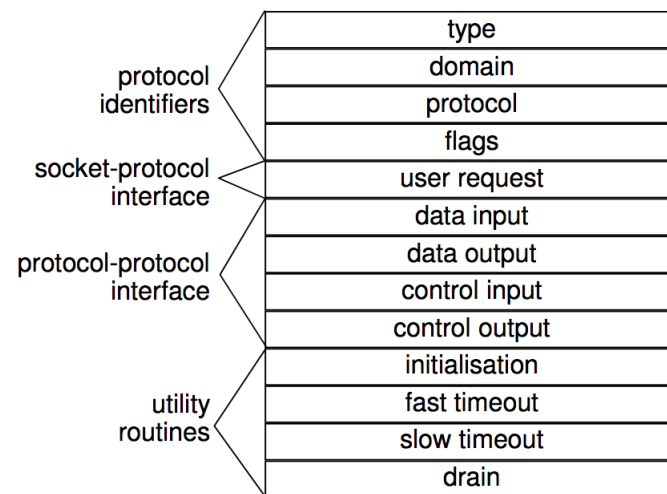 type
domain
protocol
flags
user request
data input
data output
control input
control output
initialisation
fast timeout
slow timeout
drain
protocol
identifiers
socket-protocol
interface
protocol-protocol
interface
utility
routines